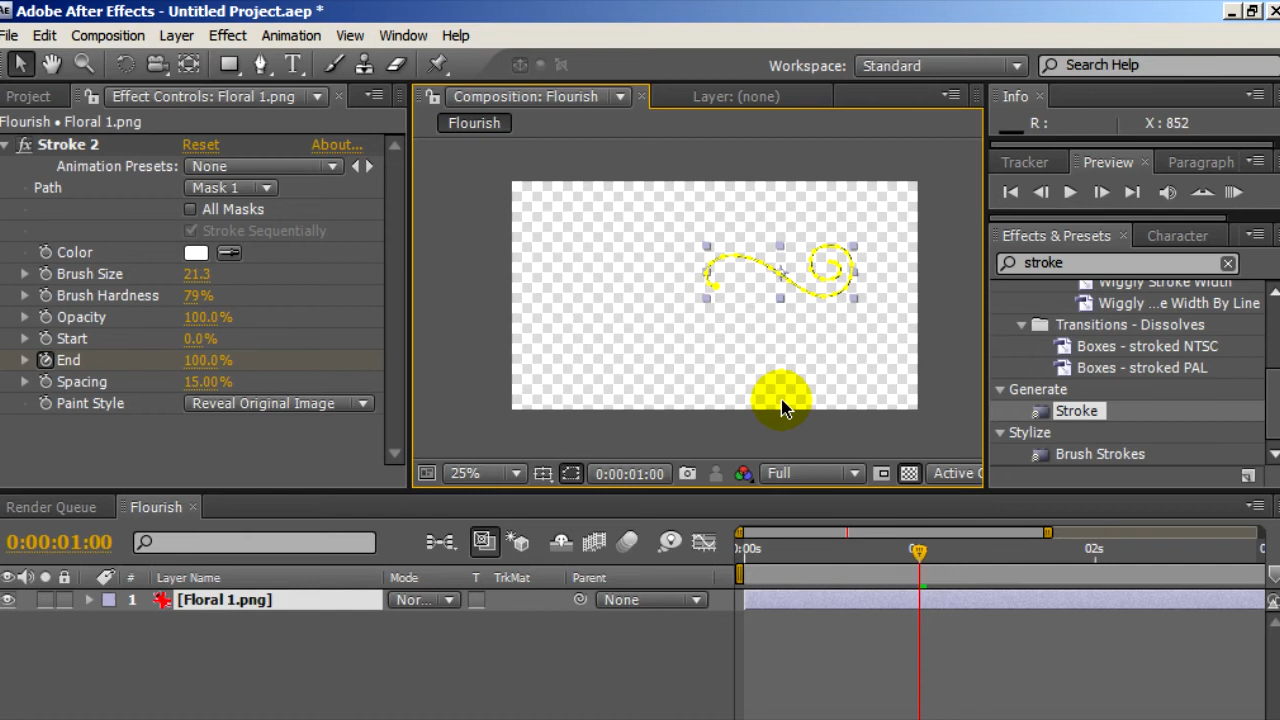 Adobe After Effects - Untitled Project.aep *
File Edit Composition Layer Effect Animation View Window Help
Workspace: Standard Search Help
Project Effect Controls: Floral 1.png
Flourish • Floral 1.png
fx Stroke 2 Reset About...
Animation Presets: None
Path Mask 1
All Masks
Stroke Sequentially
Color
Brush Size 21.3
Brush Hardness 79%
Opacity 100.0%
Start 0.0%
End 100.0%
Spacing 15.00%
Paint Style Reveal Original Image
Composition: Flourish Layer: (none)
Flourish
25% 0:00:01:00 Full Active C
Info
R : X : 852
Tracker Preview Paragraph
Effects & Presets Character
stroke
Wiggly Stroke Width
Wiggly ...e Width By Line
Transitions - Dissolves
Boxes - stroked NTSC
Boxes - stroked PAL
Generate
Stroke
Stylize
Brush Strokes
Render Queue Flourish
0:00:01:00
:00s 02s
# Layer Name Mode T TrkMat Parent
1 [Floral 1.png] Nor... None